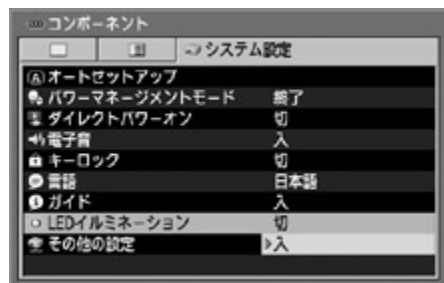 コンポーネント
システム設定
オートセットアップ
パワーマネージメントモード 終了
ダイレクトパワーオン 切
電子音 入
キーロック 切
言語 日本語
ガイド 入
LEDイルミネーション 切
その他の設定 入